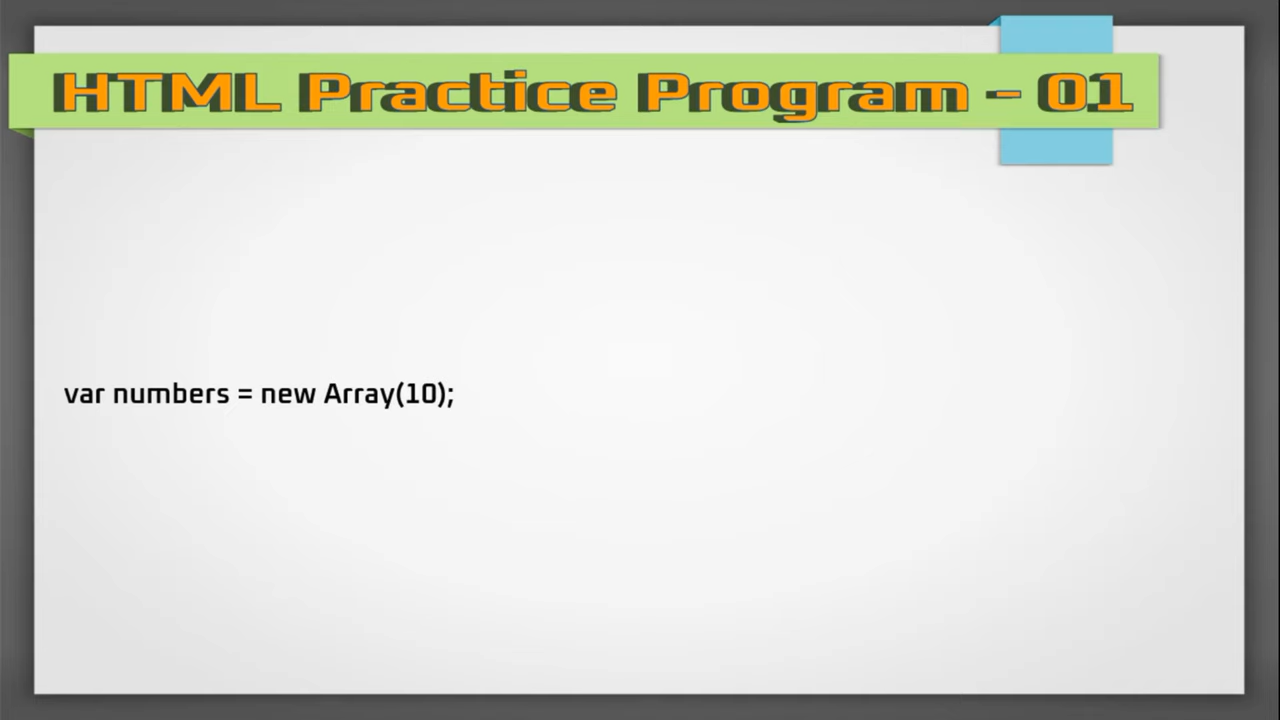 HTML Practice Program - 01
var numbers = new Array(10);